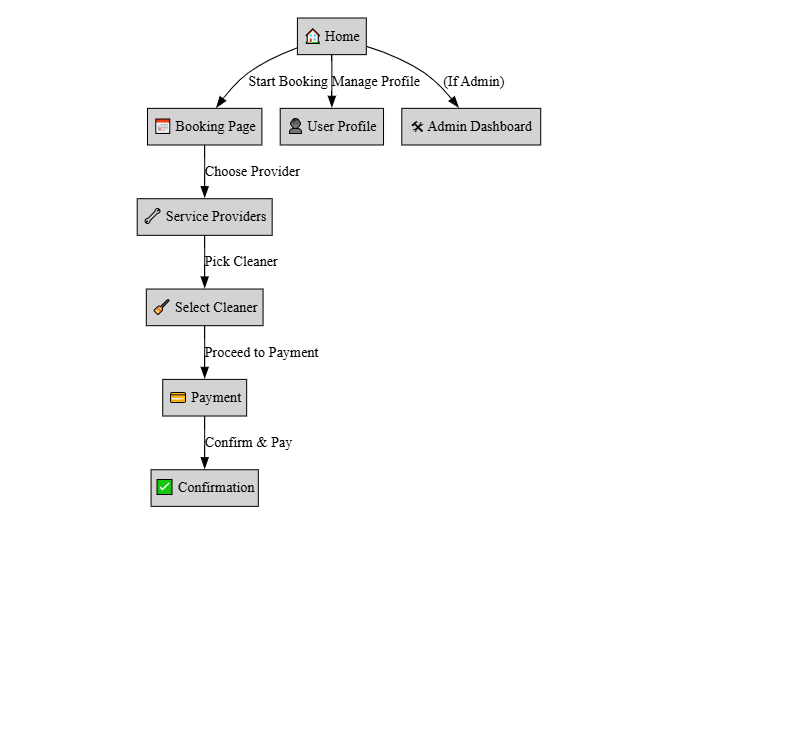 🏠 Home
Start Booking
Manage Profile
(If Admin)
📅 Booking Page
👤 User Profile
🛠 Admin Dashboard
Choose Provider
🔧 Service Providers
Pick Cleaner
🧹 Select Cleaner
Proceed to Payment
💳 Payment
Confirm & Pay
✅ Confirmation